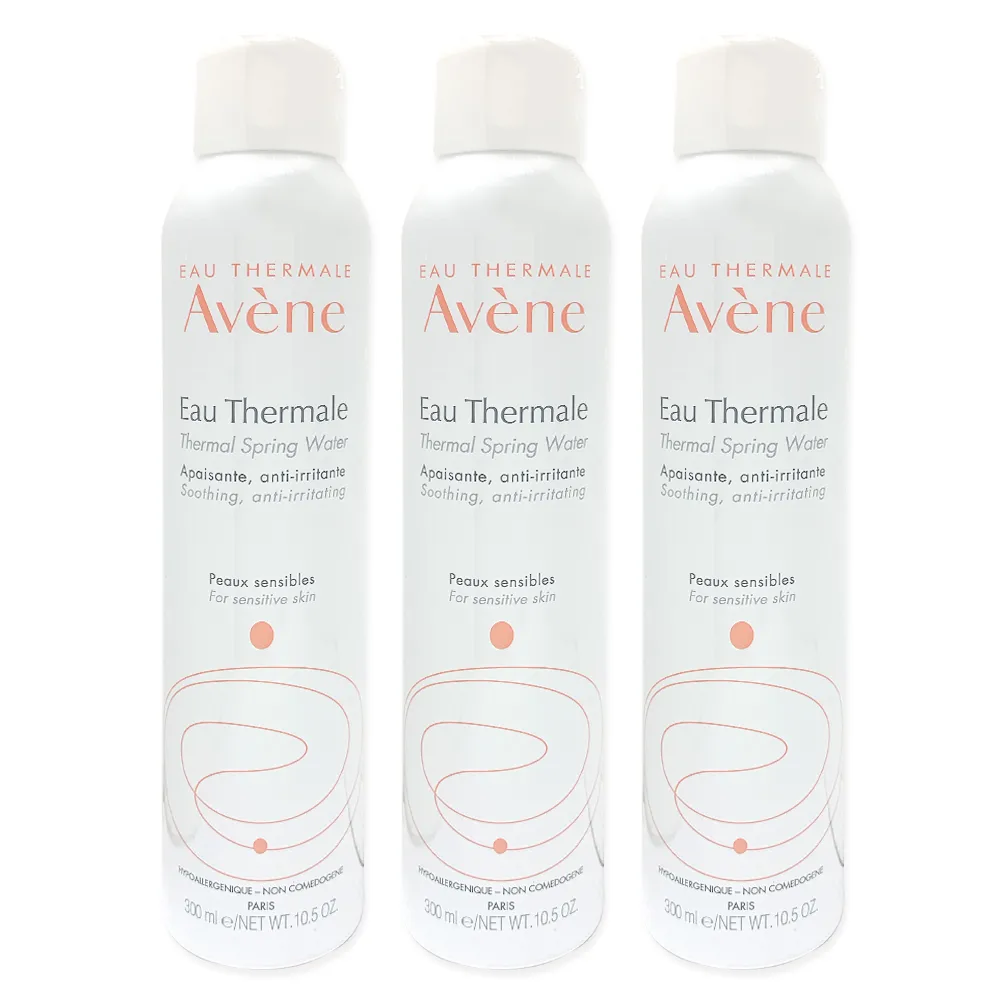 EAU THERMALE
Avène
Eau Thermale
Thermal Spring Water
Apaisante, anti-irritante
Soothing, anti-irritating
Peaux sensibles
For sensitive skin
HYPOALLERGENIQUE - NON COMEDOGENE
PARIS
300 ml e/NET WT. 10.5 OZ.
EAU THERMALE
Avène
Eau Thermale
Thermal Spring Water
Apaisante, anti-irritante
Soothing, anti-irritating
Peaux sensibles
For sensitive skin
HYPOALLERGENIQUE - NON COMEDOGENE
PARIS
300 ml e/NET WT. 10.5 OZ.
EAU THERMALE
Avène
Eau Thermale
Thermal Spring Water
Apaisante, anti-irritante
Soothing, anti-irritating
Peaux sensibles
For sensitive skin
HYPOALLERGENIQUE - NON COMEDOGENE
PARIS
300 ml e/NET WT. 10.5 OZ.